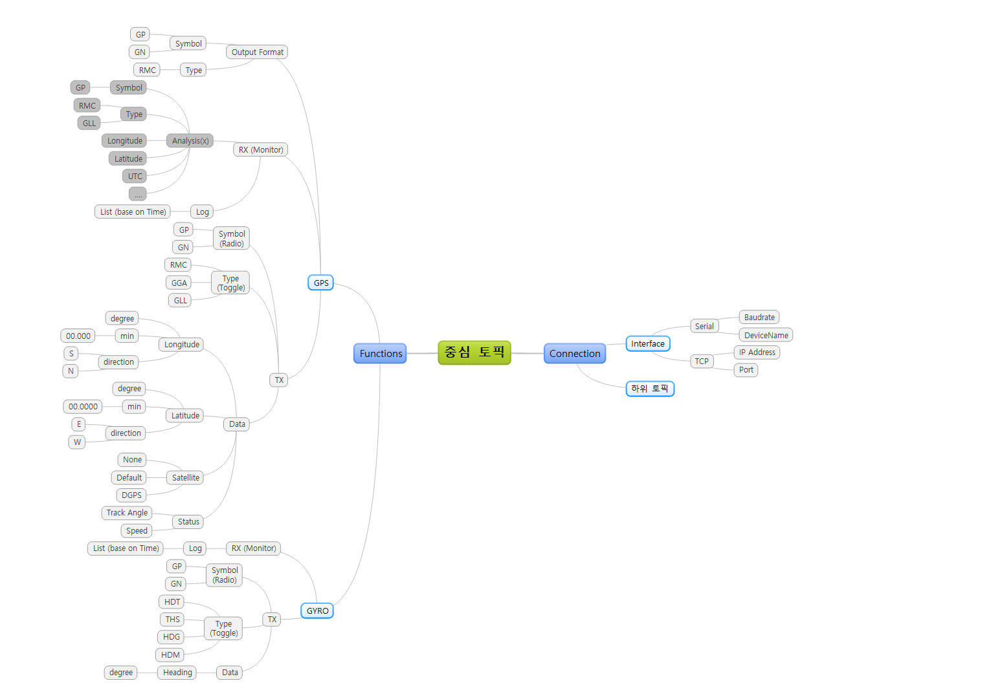 GP
Symbol
GN
Output Format
RMC
Type
GP
Symbol
RMC
Type
GLL
Longitude
Analysis(x)
RX (Monitor)
Latitude
UTC
....
List (base on Time)
Log
GP
Symbol
(Radio)
GN
RMC
Type
(Toggle)
GGA
GLL
GPS
degree
00.000
min
Longitude
S
direction
N
TX
degree
00.0000
min
Latitude
E
direction
W
Data
None
Default
Satellite
DGPS
Track Angle
Status
Speed
List (base on Time)
Log
RX (Monitor)
GP
Symbol
(Radio)
GN
HDT
THS
Type
(Toggle)
HDG
HDM
TX
GYRO
degree
Heading
Data
Functions
중심 토픽
Connection
Interface
Serial
Baudrate
DeviceName
TCP
IP Address
Port
하위 토픽